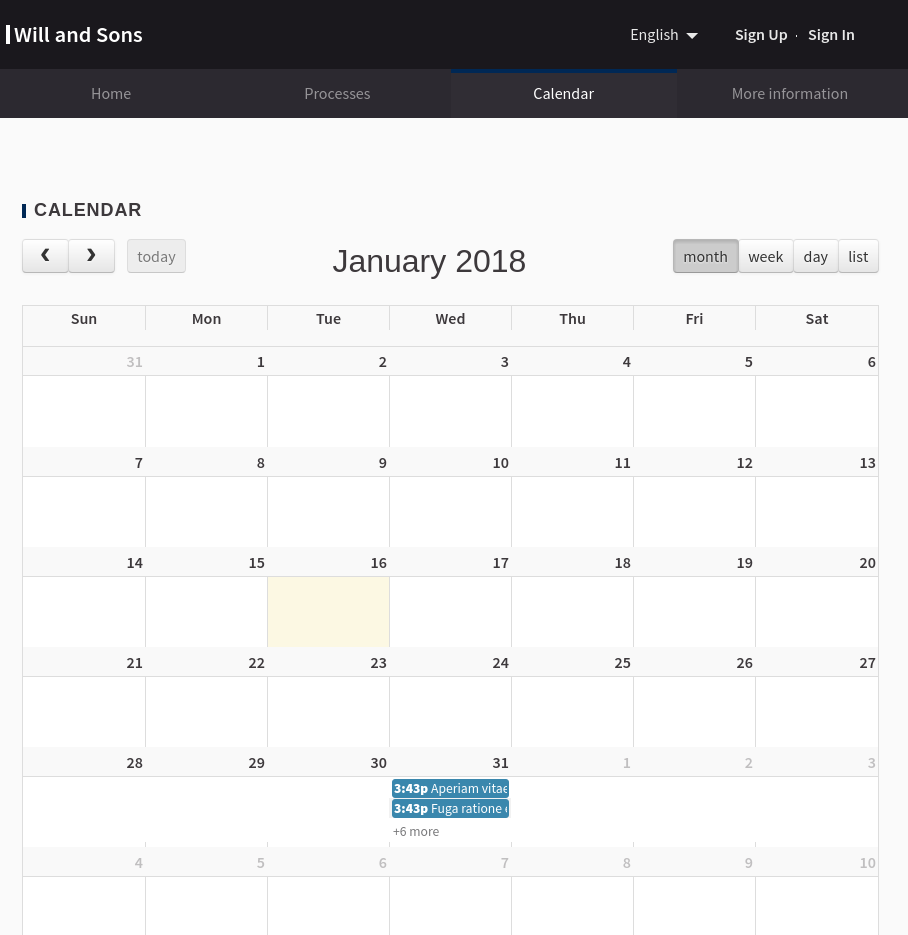 Will and Sons English Sign Up · Sign In
Home Processes Calendar More information
CALENDAR
today January 2018 month week day list
Sun Mon Tue Wed Thu Fri Sat
31 1 2 3 4 5 6
7 8 9 10 11 12 13
14 15 16 17 18 19 20
21 22 23 24 25 26 27
28 29 30 31 1 2 3
3:43p Aperiam vitae
3:43p Fuga ratione
+6 more
4 5 6 7 8 9 10